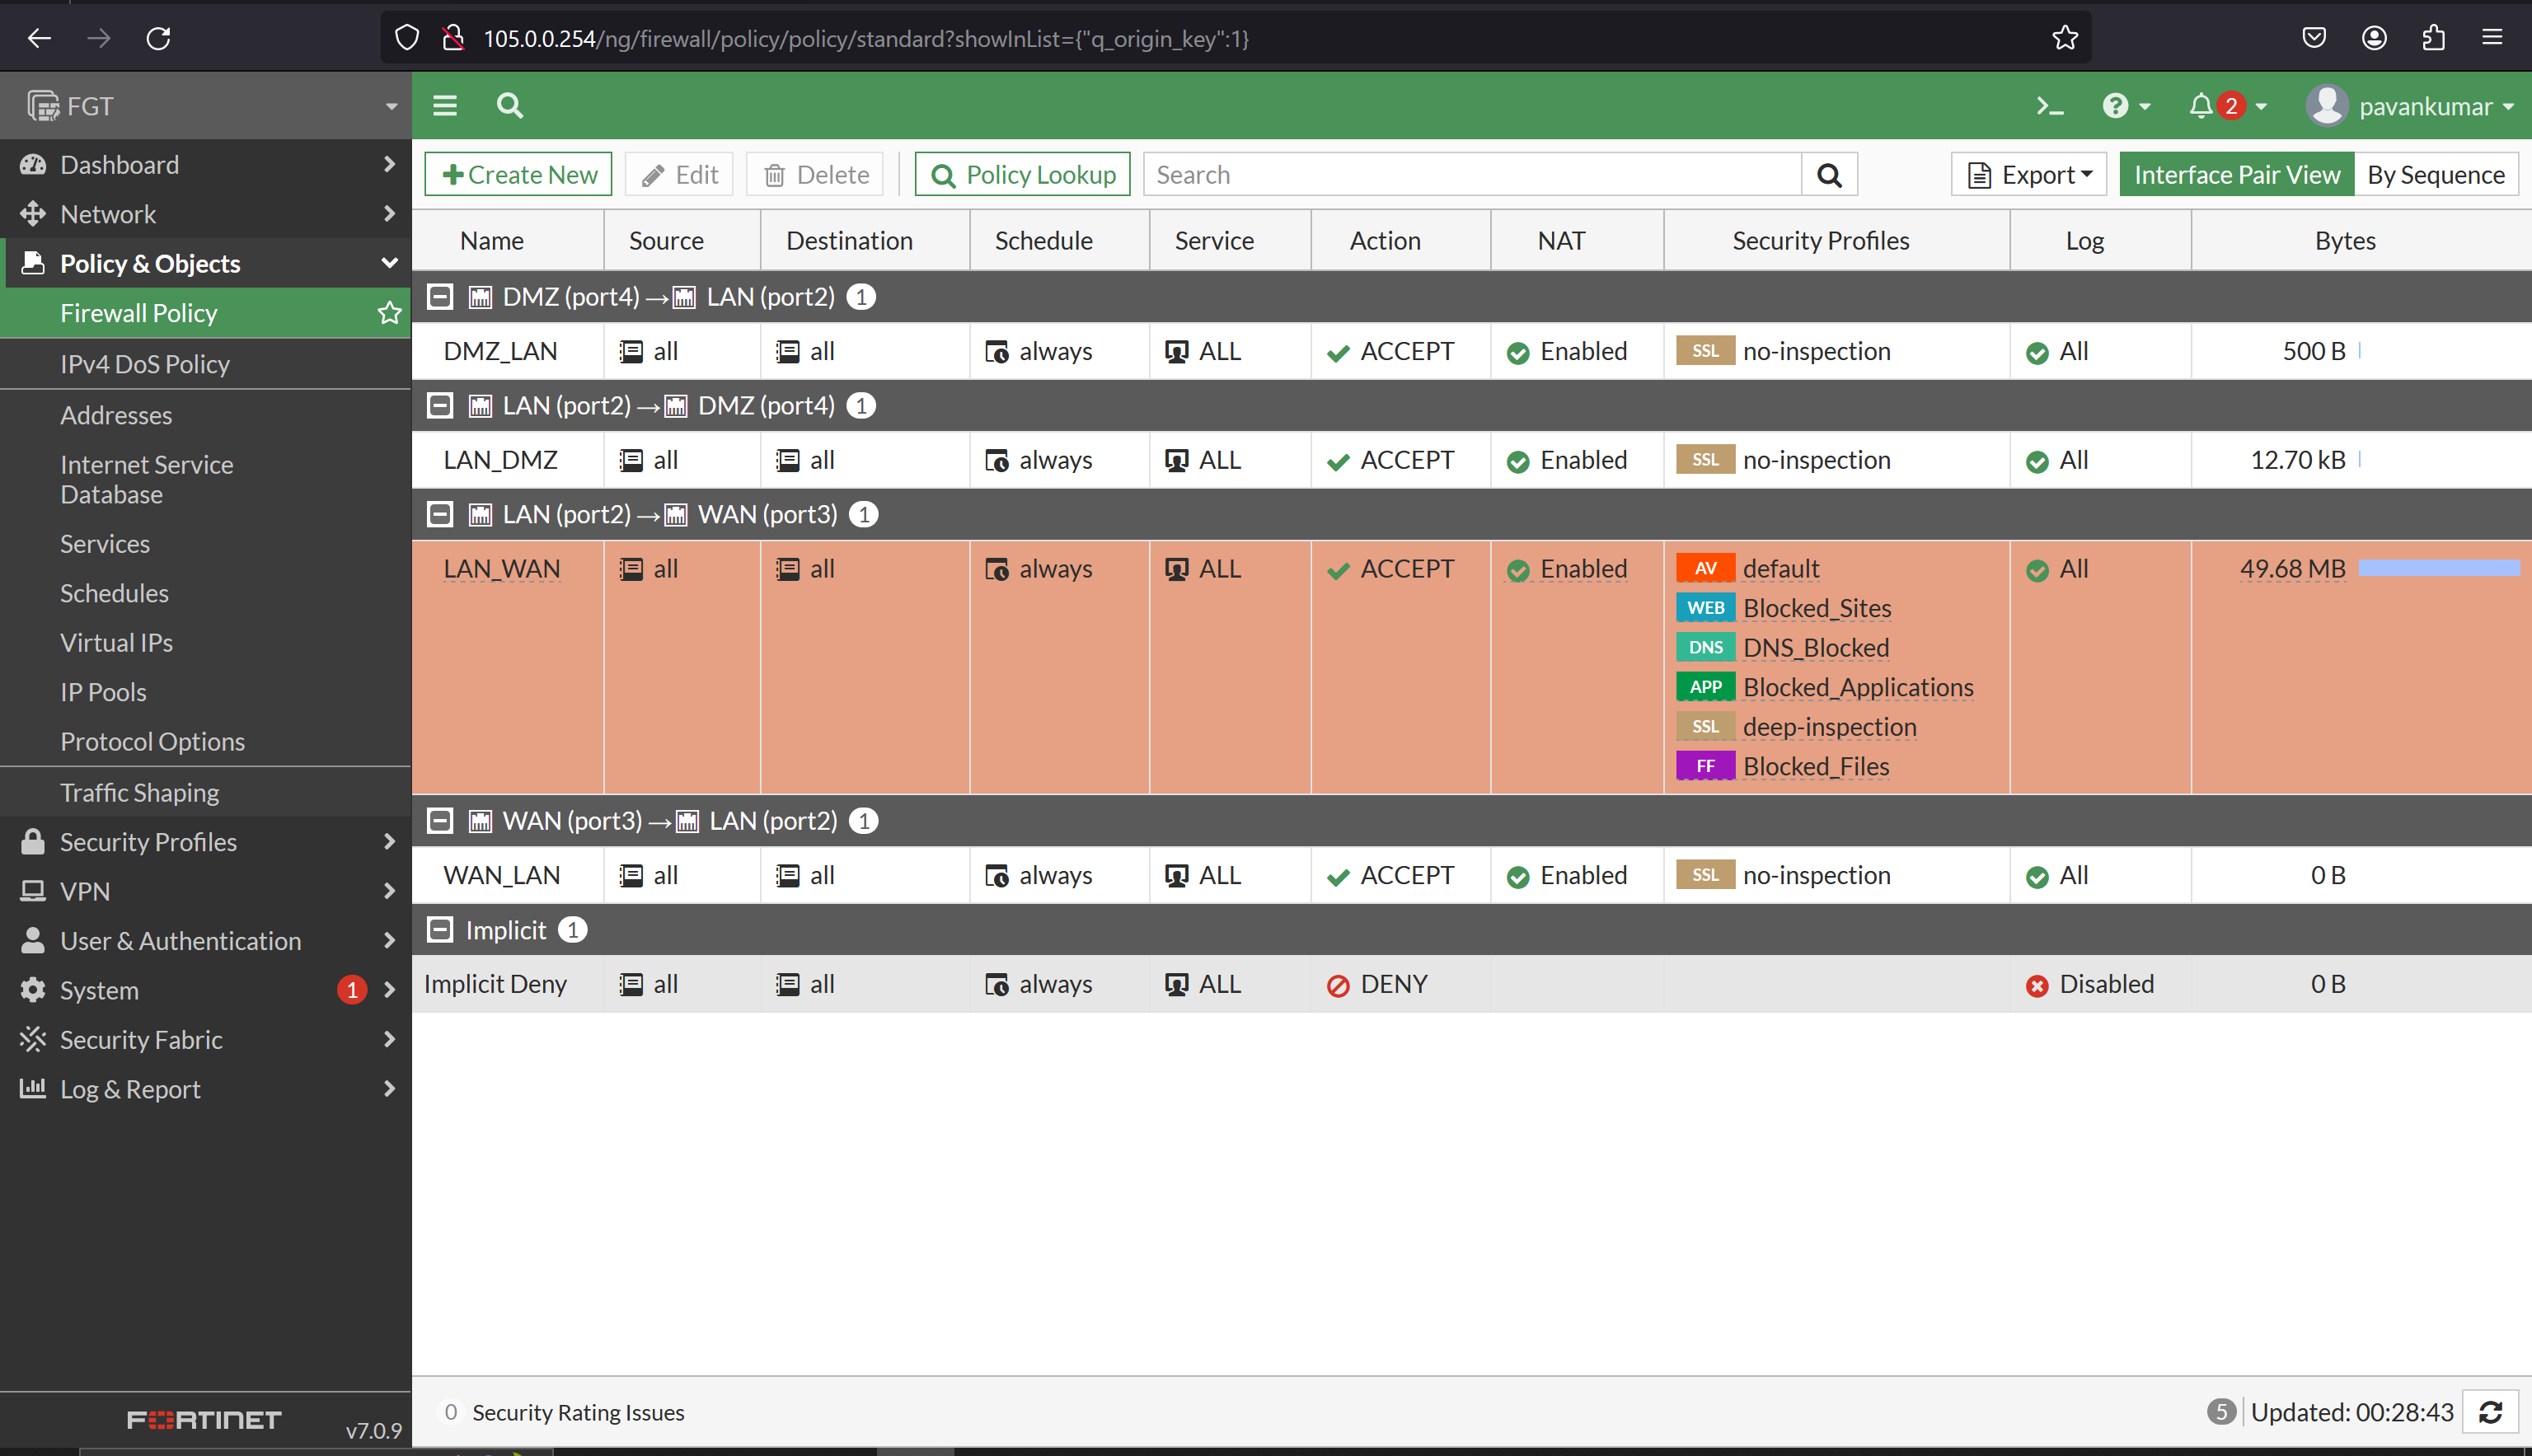 105.0.0.254/ng/firewall/policy/policy/standard?showInList={"q_origin_key":1}
FGT
2
pavankumar
Dashboard
Network
Policy & Objects
Firewall Policy
IPv4 DoS Policy
Addresses
Internet Service
Database
Services
Schedules
Virtual IPs
IP Pools
Protocol Options
Traffic Shaping
Security Profiles
VPN
User & Authentication
System 1
Security Fabric
Log & Report
FORTINET v7.0.9
Create New Edit Delete Policy Lookup Search Export Interface Pair View By Sequence
Name Source Destination Schedule Service Action NAT Security Profiles Log Bytes
DMZ (port4) → LAN (port2) 1
DMZ_LAN all all always ALL ACCEPT Enabled SSL no-inspection All 500 B
LAN (port2) → DMZ (port4) 1
LAN_DMZ all all always ALL ACCEPT Enabled SSL no-inspection All 12.70 kB
LAN (port2) → WAN (port3) 1
LAN_WAN all all always ALL ACCEPT Enabled AV default All 49.68 MB
WEB Blocked_Sites
DNS DNS_Blocked
APP Blocked_Applications
SSL deep-inspection
FF Blocked_Files
WAN (port3) → LAN (port2) 1
WAN_LAN all all always ALL ACCEPT Enabled SSL no-inspection All 0 B
Implicit 1
Implicit Deny all all always ALL DENY Disabled 0 B
0 Security Rating Issues 5 Updated: 00:28:43